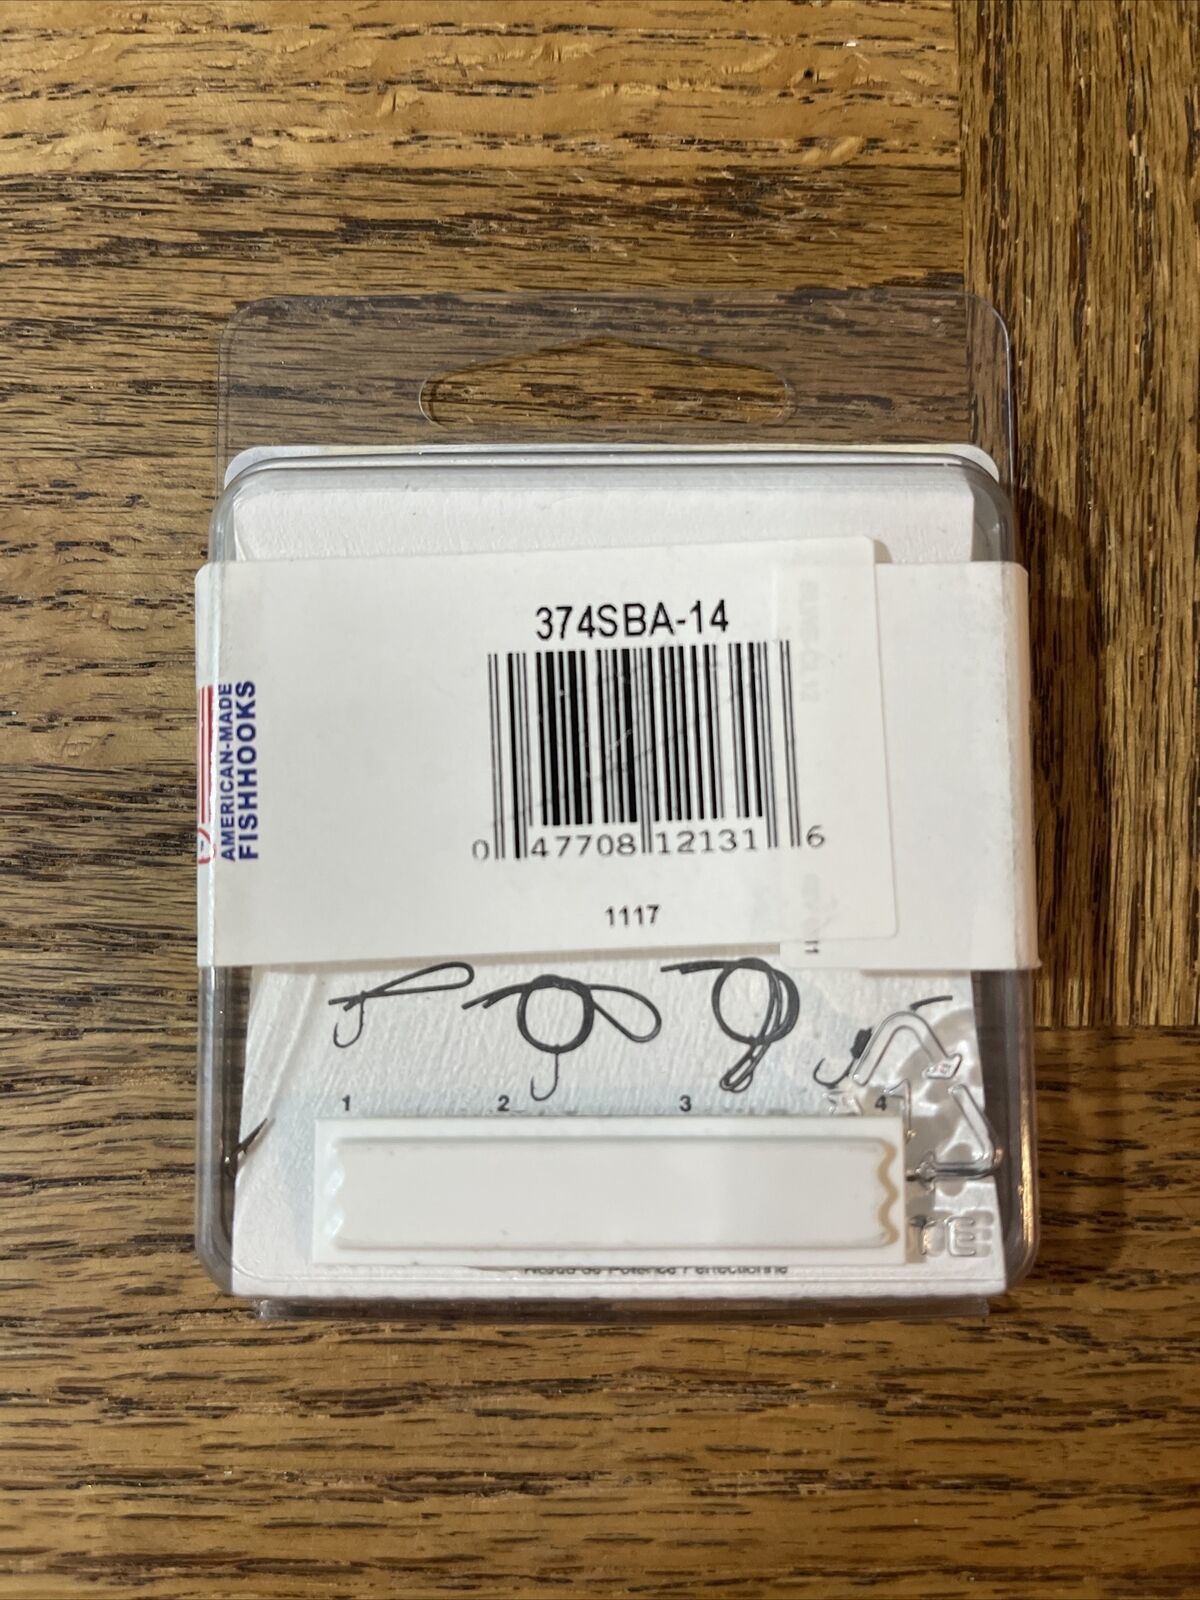 374SBA-14
0 47708 12131 6
1117
AMERICAN-MADE
FISHHOOKS
1 2 3 4